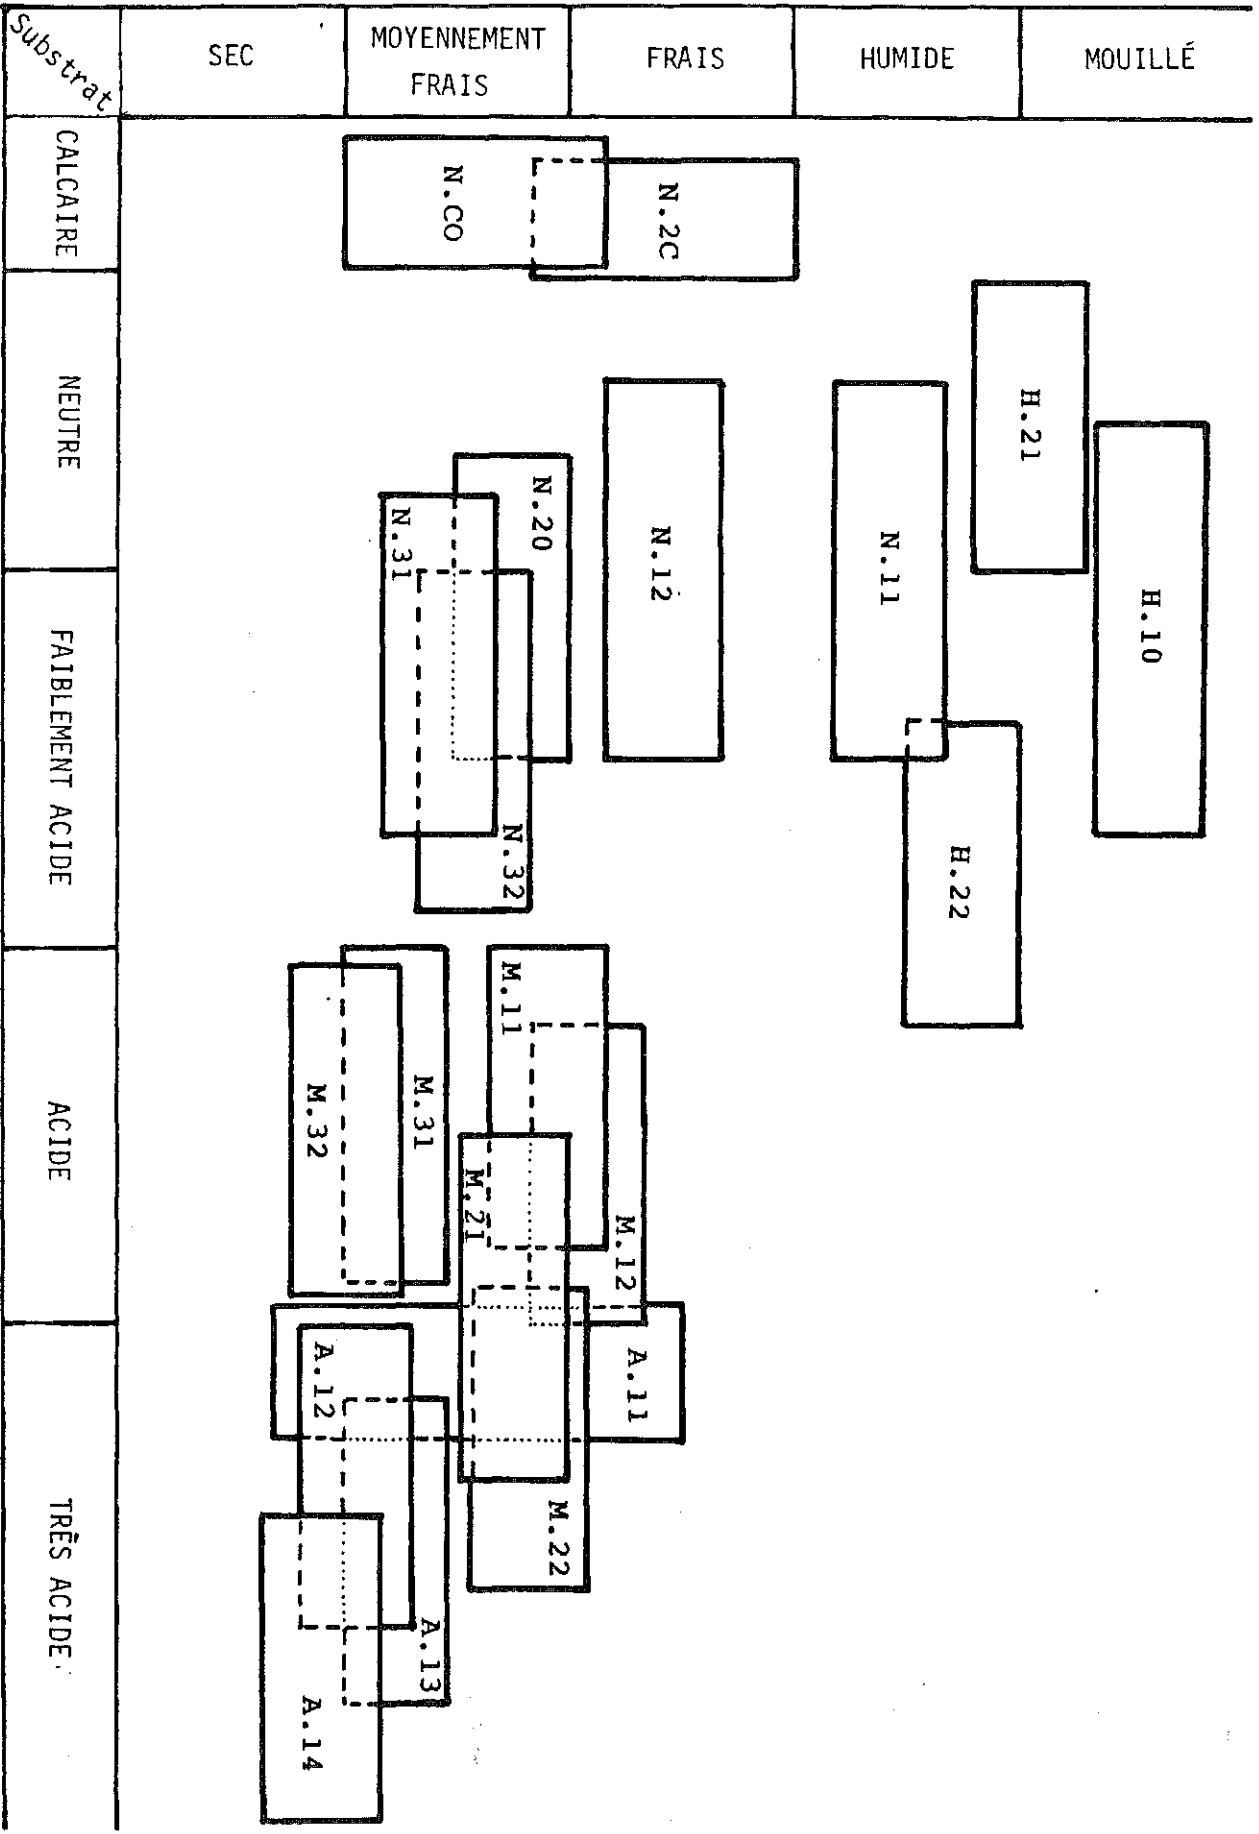 Substrat
SEC
MOYENNEMENT
FRAIS
FRAIS
HUMIDE
MOUILLÉ
CALCAIRE
NEUTRE
FAIBLEMENT ACIDE
ACIDE
TRÈS ACIDE
N.CO
N.2C
H.21
H.10
N.11
N.12
N.20
N.31
N.32
H.22
M.11
M.12
M.31
M.32
M.21
M.22
A.11
A.12
A.13
A.14